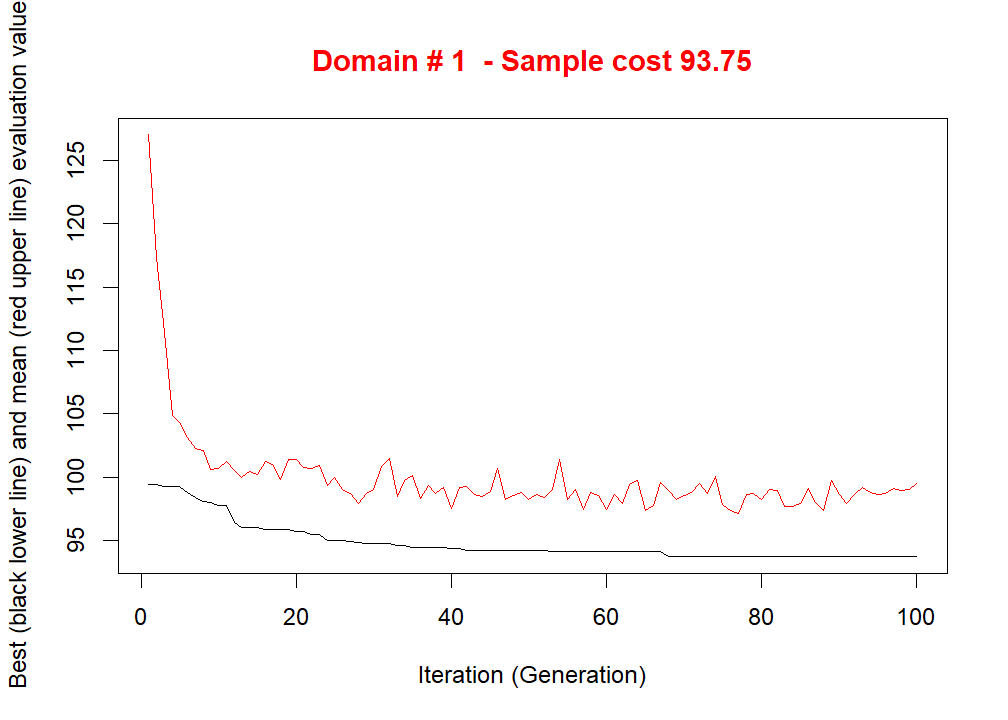 Domain # 1  - Sample cost 93.75
Best (black lower line) and mean (red upper line) evaluation value
125
120
115
110
105
100
95
0 20 40 60 80 100
Iteration (Generation)